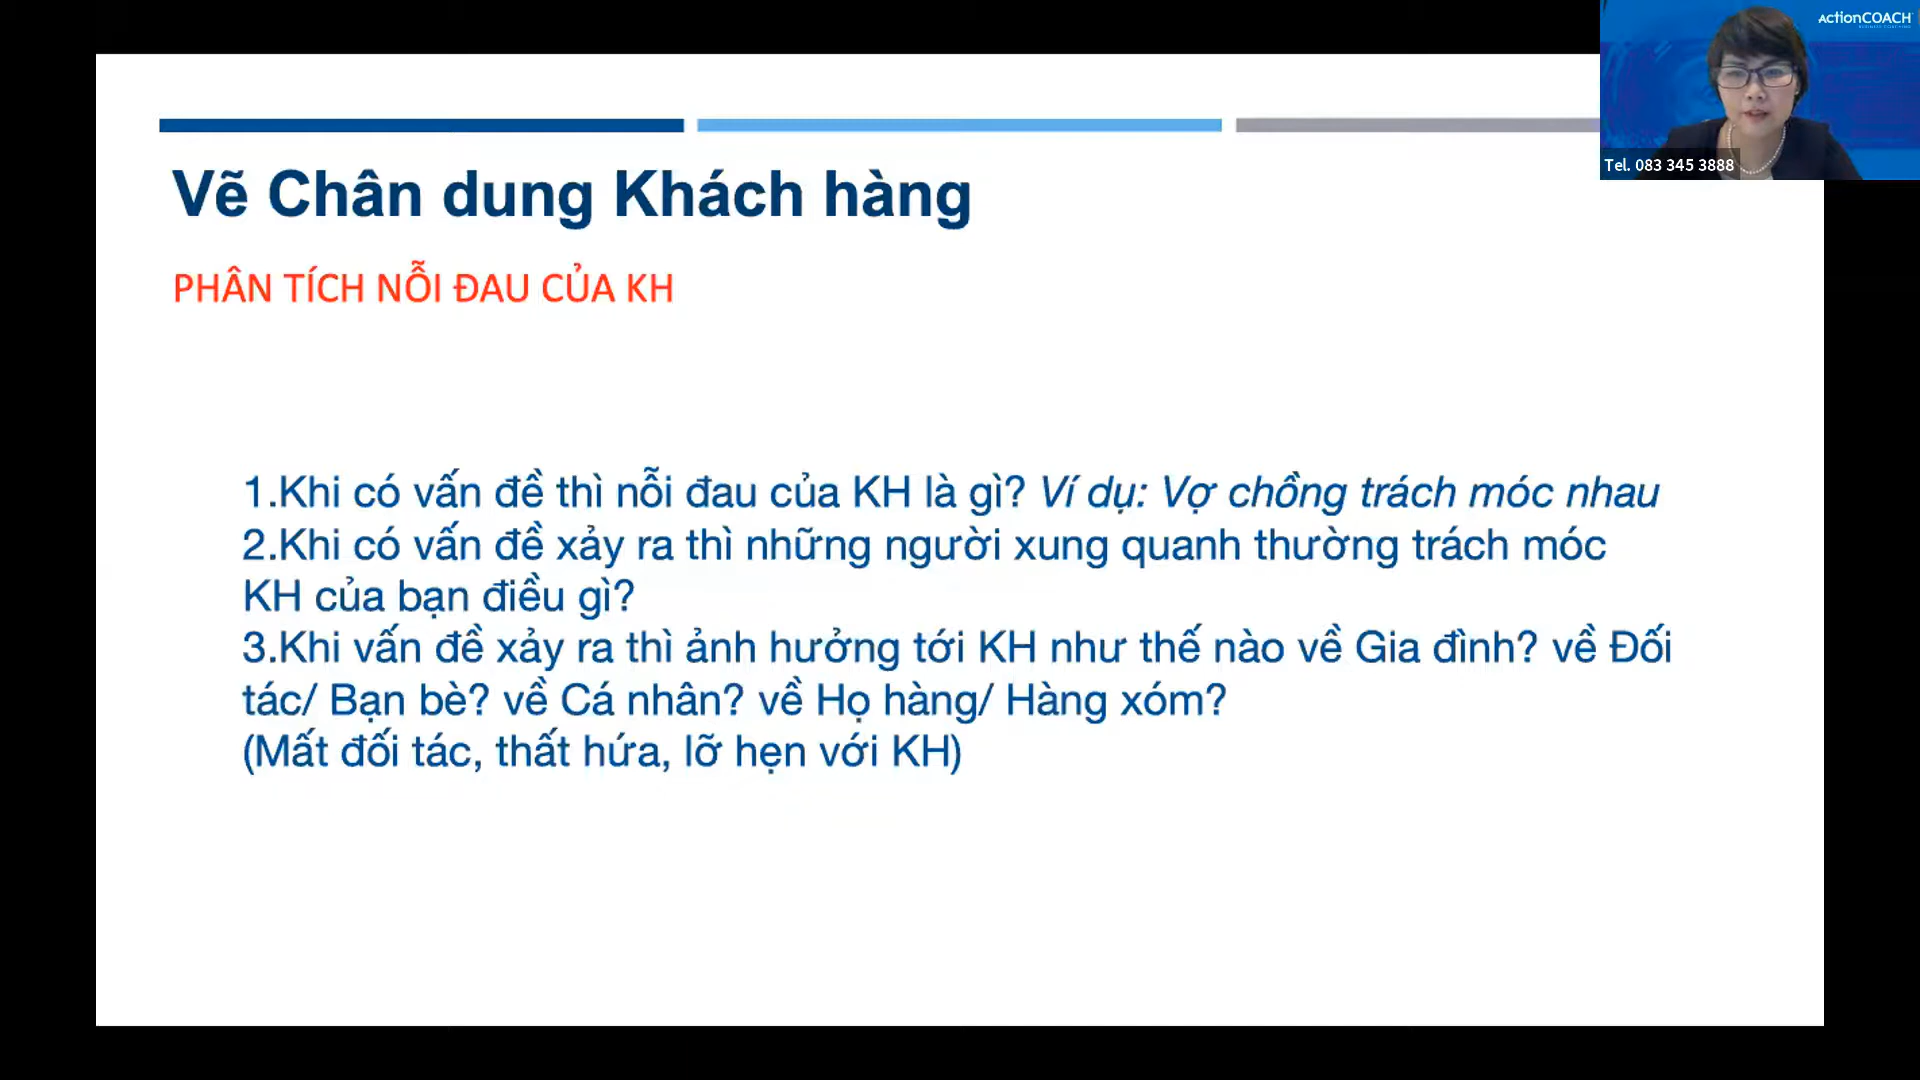 ActionCOACH
Tel. 083 345 3888
Vẽ Chân dung Khách hàng
PHÂN TÍCH NỖI ĐAU CỦA KH
1.Khi có vấn đề thì nỗi đau của KH là gì? Ví dụ: Vợ chồng trách móc nhau
2.Khi có vấn đề xảy ra thì những người xung quanh thường trách móc
KH của bạn điều gì?
3.Khi vấn đề xảy ra thì ảnh hưởng tới KH như thế nào về Gia đình? về Đối
tác/ Bạn bè? về Cá nhân? về Họ hàng/ Hàng xóm?
(Mất đối tác, thất hứa, lỡ hẹn với KH)